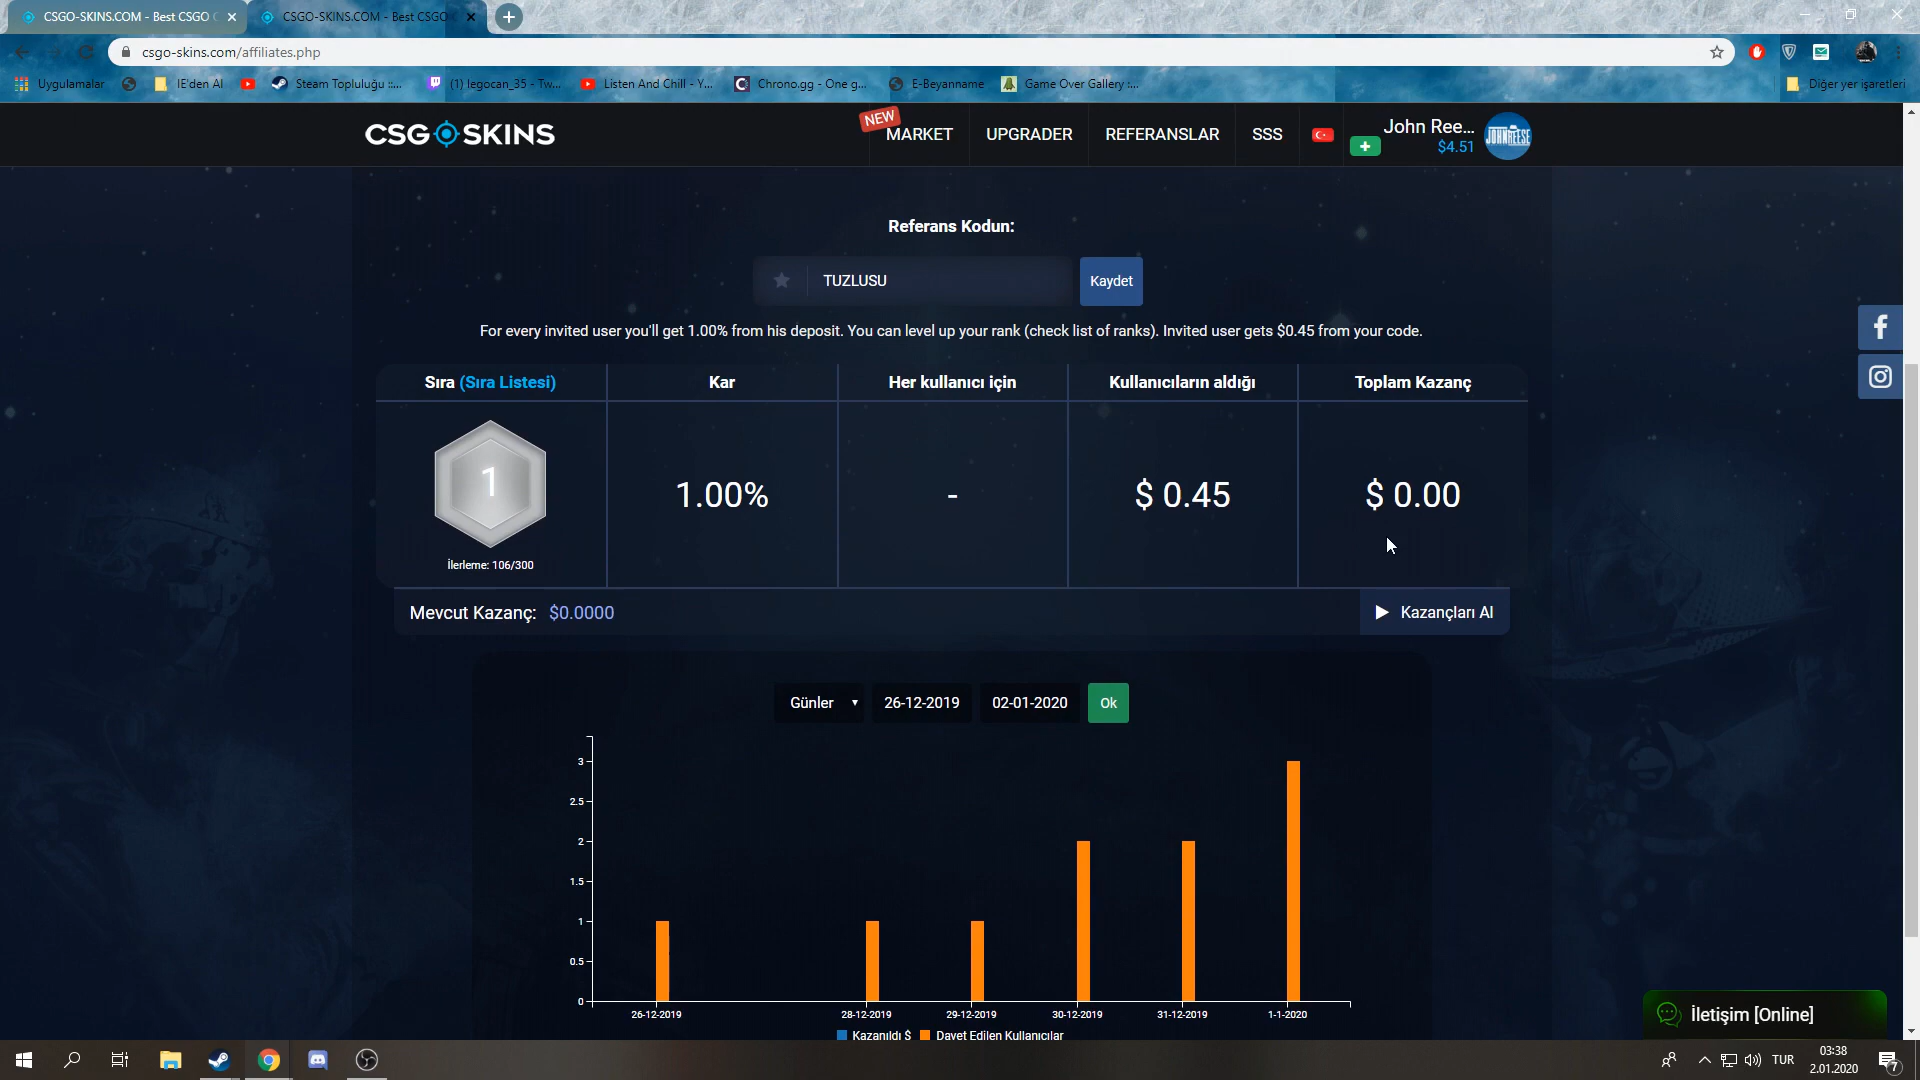 CSGO-SKINS.COM - Best CSGO
CSGO-SKINS.COM - Best CSGO
csgo-skins.com/affiliates.php
Uygulamalar
IE'den Al
Steam Topluluğu ::...
(1) legocan_35 - Tw...
Listen And Chill - Y...
Chrono.gg - One g...
E-Beyanname
Game Over Gallery :...
Diğer yer işaretleri
CSG SKINS
NEW
MARKET
UPGRADER
REFERANSLAR
SSS
John Ree...
$4.51
JOHNREESE
Referans Kodun:
TUZLUSU
Kaydet
For every invited user you'll get 1.00% from his deposit. You can level up your rank (check list of ranks). Invited user gets $0.45 from your code.
Sıra (Sıra Listesi)
Kar
Her kullanıcı için
Kullanıcıların aldığı
Toplam Kazanç
1
İlerleme: 106/300
1.00%
-
$ 0.45
$ 0.00
Mevcut Kazanç: $0.0000
Kazançları Al
Günler
26-12-2019
02-01-2020
Ok
3
2.5
2
1.5
1
0.5
0
26-12-2019
28-12-2019
29-12-2019
30-12-2019
31-12-2019
1-1-2020
Kazanıldı $
Davet Edilen Kullanıcılar
İletişim [Online]
TUR
03:38
2.01.2020
7